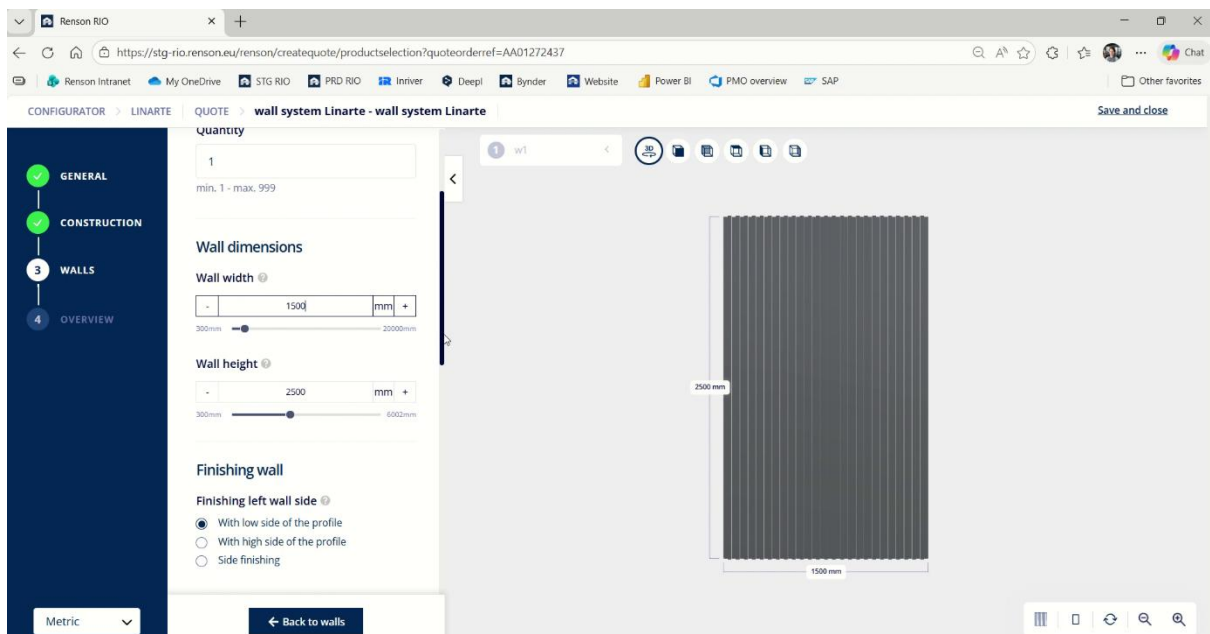 Renson RIO
https://stg-rio.renson.eu/renson/createquote/productselection?quoteorderref=AA01272437
Chat
Renson Intranet My OneDrive STG RIO PRD RIO Inriver Deepl Bynder Website Power BI PMO overview SAP Other favorites
CONFIGURATOR > LINARTE QUOTE > wall system Linarte - wall system Linarte Save and close
GENERAL
CONSTRUCTION
3 WALLS
4 OVERVIEW
Metric
Quantity
1
min. 1 - max. 999
Wall dimensions
Wall width
- 1500 mm +
300mm 20000mm
Wall height
- 2500 mm +
300mm 6002mm
Finishing wall
Finishing left wall side
With low side of the profile
With high side of the profile
Side finishing
← Back to walls
1 w1
3D
2500 mm
1500 mm